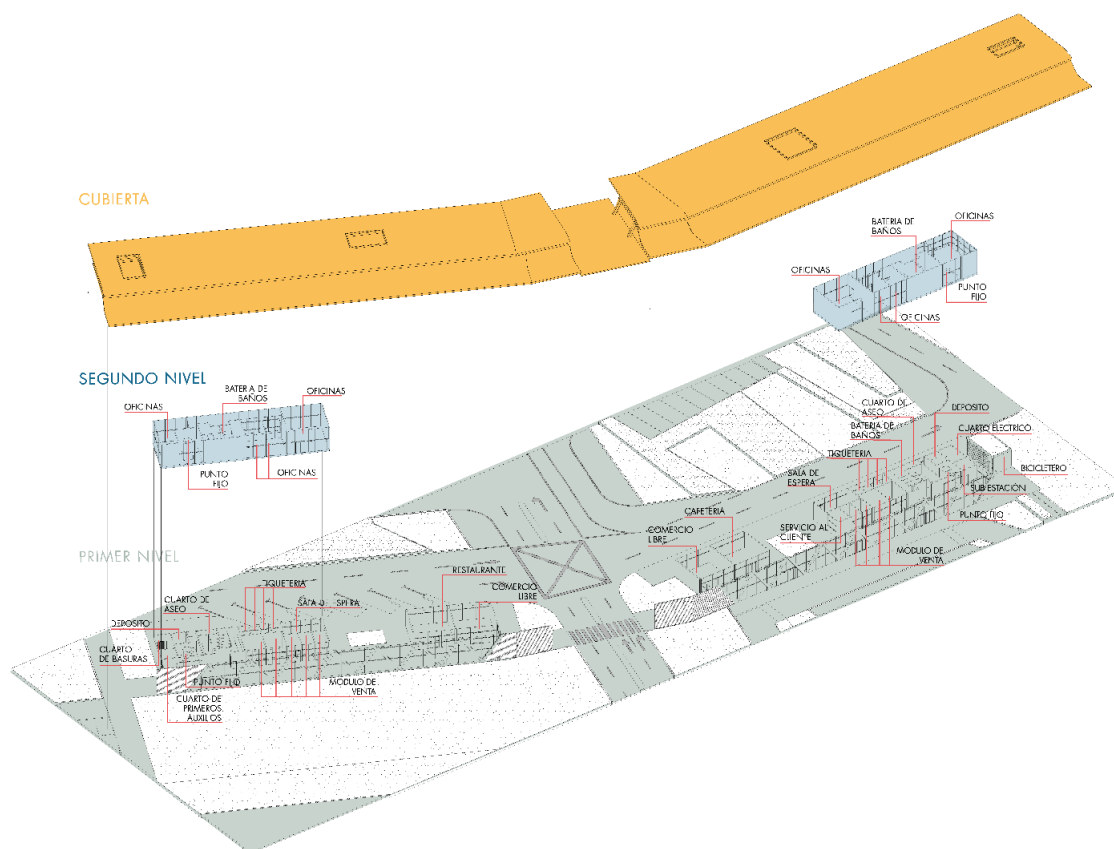 CUBIERTA
OFICINAS
BATERIA DE
BAÑOS
OFICINAS
PUNTO
FIJO
OFICINAS
SEGUNDO NIVEL
BATERIA DE
BAÑOS
OFICINAS
OFICINAS
PUNTO
FIJO
OFICINAS
CUARTO DE
ASEO
DEPOSITO
BATERIA DE
BAÑOS
CUARTO ELECTRICO
TIQUETERIA
BICICLETERO
SALA DE
ESPERA
SUB ESTACIÓN
CAFETERIA
PUNTO FIJO
COMERCIO
LIBRE
SERVICIO AL
CLIENTE
MODULO DE
VENTA
PRIMER NIVEL
RESTAURANTE
TIQUETERIA
COMERCIO
LIBRE
CUARTO DE
ASEO
SALA D SPERA
DEPOSITO
CUARTO
DE BASURAS
PUNTO FIJO
MODULO DE
VENTA
CUARTO DE
PRIMEROS
AUXILIOS